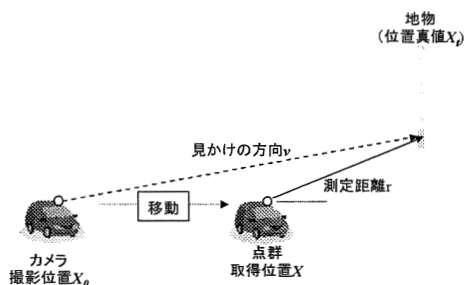 地物
(位置真値Xt)
見かけの方向v
測定距離r
移動
カメラ
撮影位置X0
点群
取得位置X